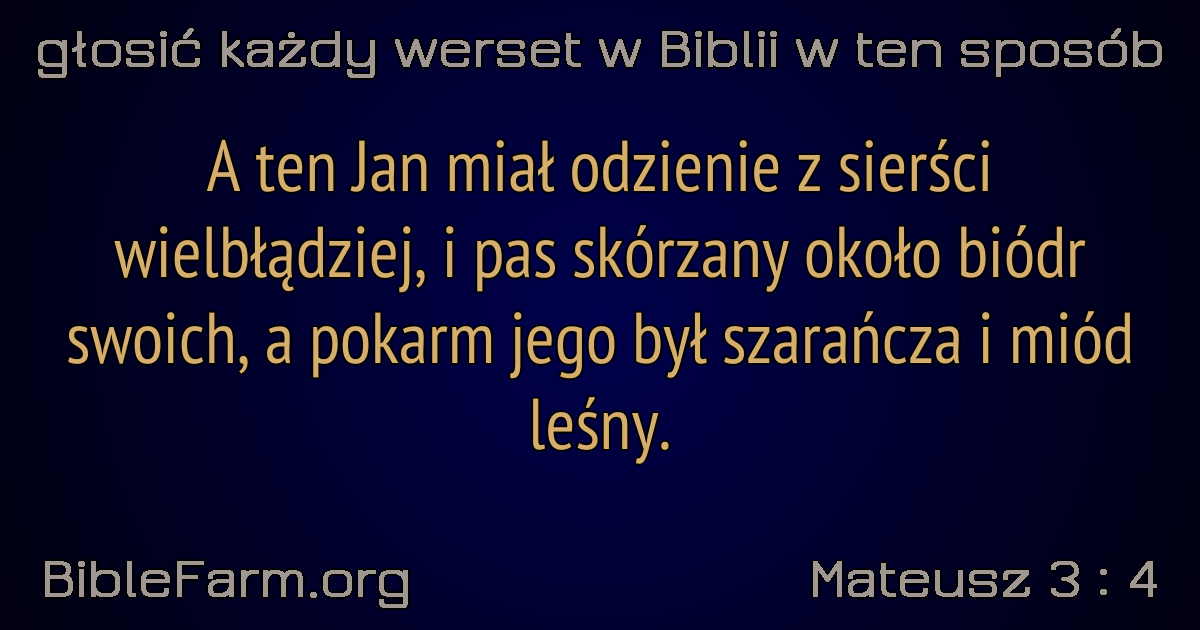 głosić każdy werset w Biblii w ten sposób
A ten Jan miał odzienie z sierści
wielbłądziej, i pas skórzany około biódr
swoich, a pokarm jego był szarańcza i miód
leśny.
BibleFarm.org
Mateusz 3 : 4